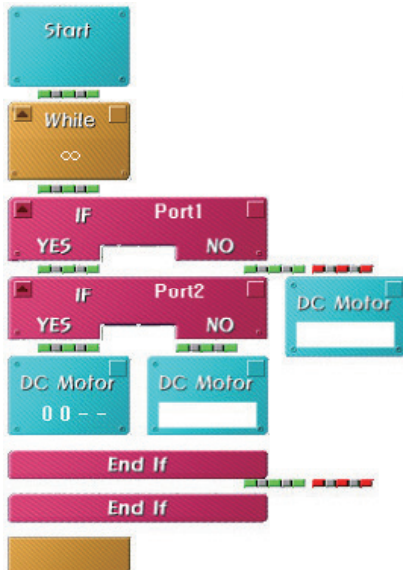 Start
While
∞
IF Port1
YES NO
IF Port2
YES NO
DC Motor
DC Motor
0 0 - -
DC Motor
End If
End If